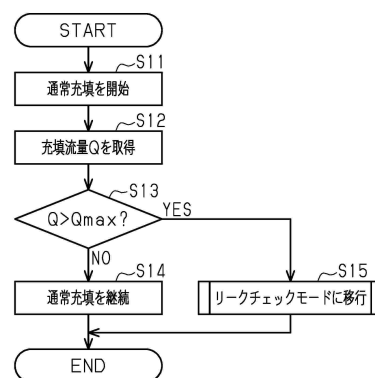 START
S11
通常充填を開始
S12
充填流量Qを取得
S13
Q>Qmax?
YES
NO
S14
通常充填を継続
S15
リークチェックモードに移行
END